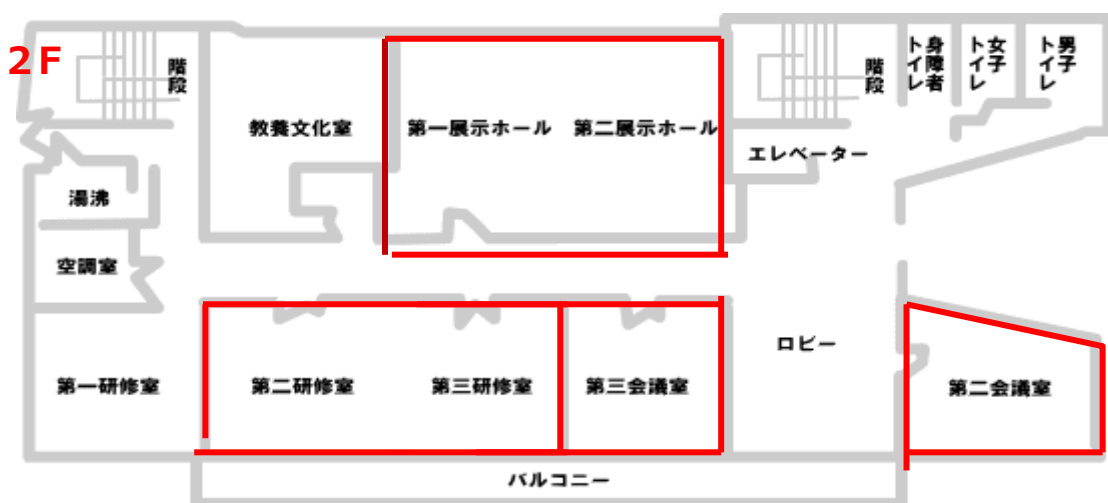 ２Ｆ
階段
教養文化室
第一展示ホール
第二展示ホール
階段
身障者
トイレ
女子
トイレ
男子
トイレ
エレベーター
湯沸
空調室
ロビー
第一研修室
第二研修室
第三研修室
第三会議室
第二会議室
バルコニー